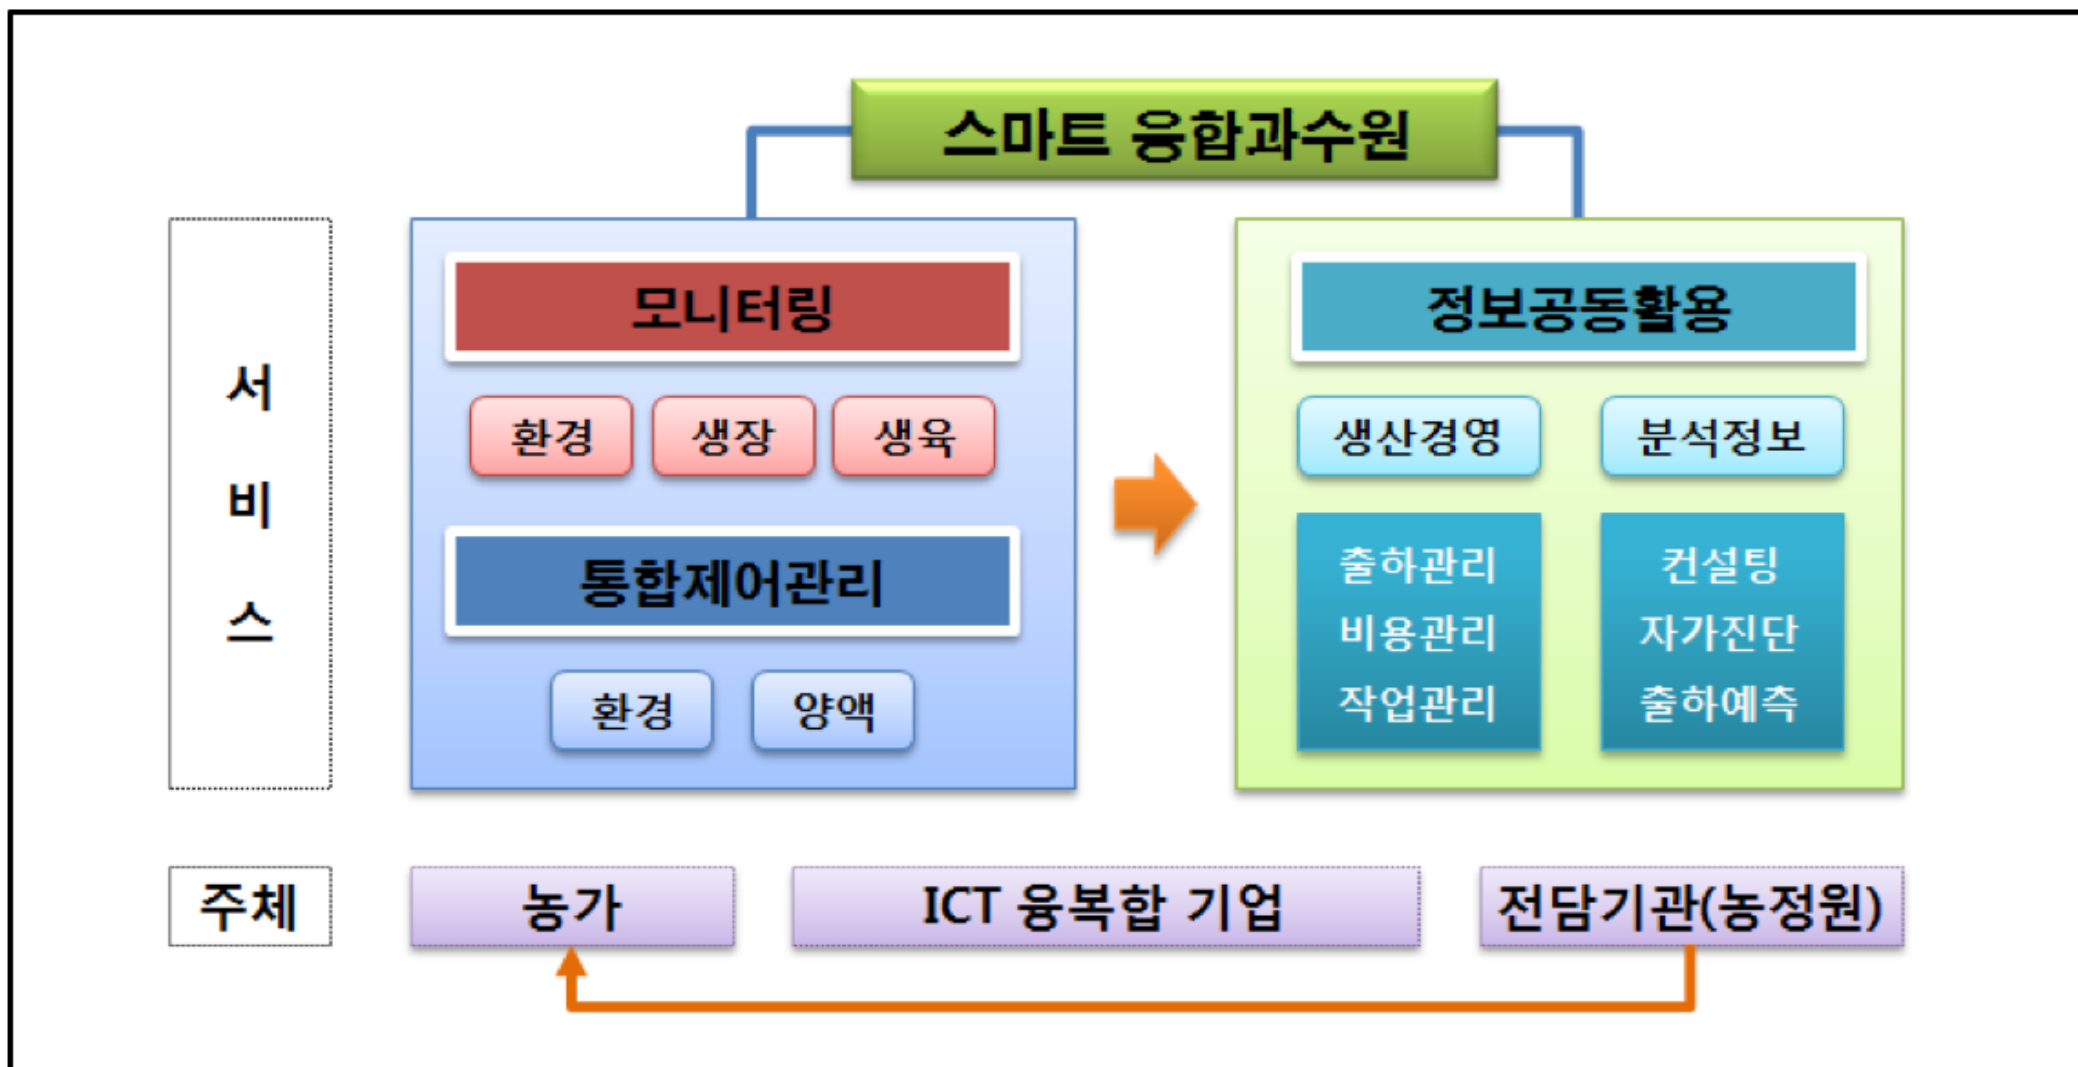 스마트 융합과수원
서
비
스
모니터링
환경 생장 생육
통합제어관리
환경 양액
정보공동활용
생산경영 분석정보
출하관리 컨설팅
비용관리 자가진단
작업관리 출하예측
주체 농가 ICT 융복합 기업 전담기관(농정원)